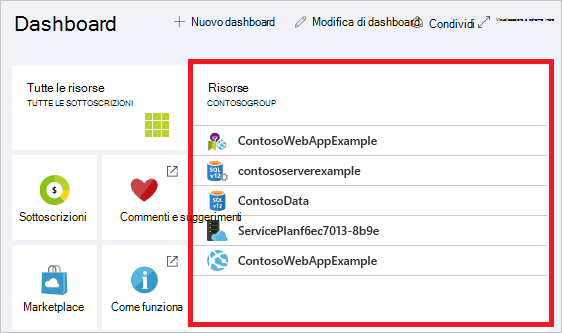 Dashboard
Nuovo dashboard
Modifica di dashboard
Condividi
Visualizzazione a schermo intero
Tutte le risorse
TUTTE LE SOTTOSCRIZIONI
Risorse
CONTOSOGROUP
ContosoWebAppExample
SQL
V12
contososerverexample
SQL
V12
ContosoData
ServicePlanf6ec7013-8b9e
ContosoWebAppExample
$
Sottoscrizioni
Commenti e suggerimenti
Marketplace
Come funziona